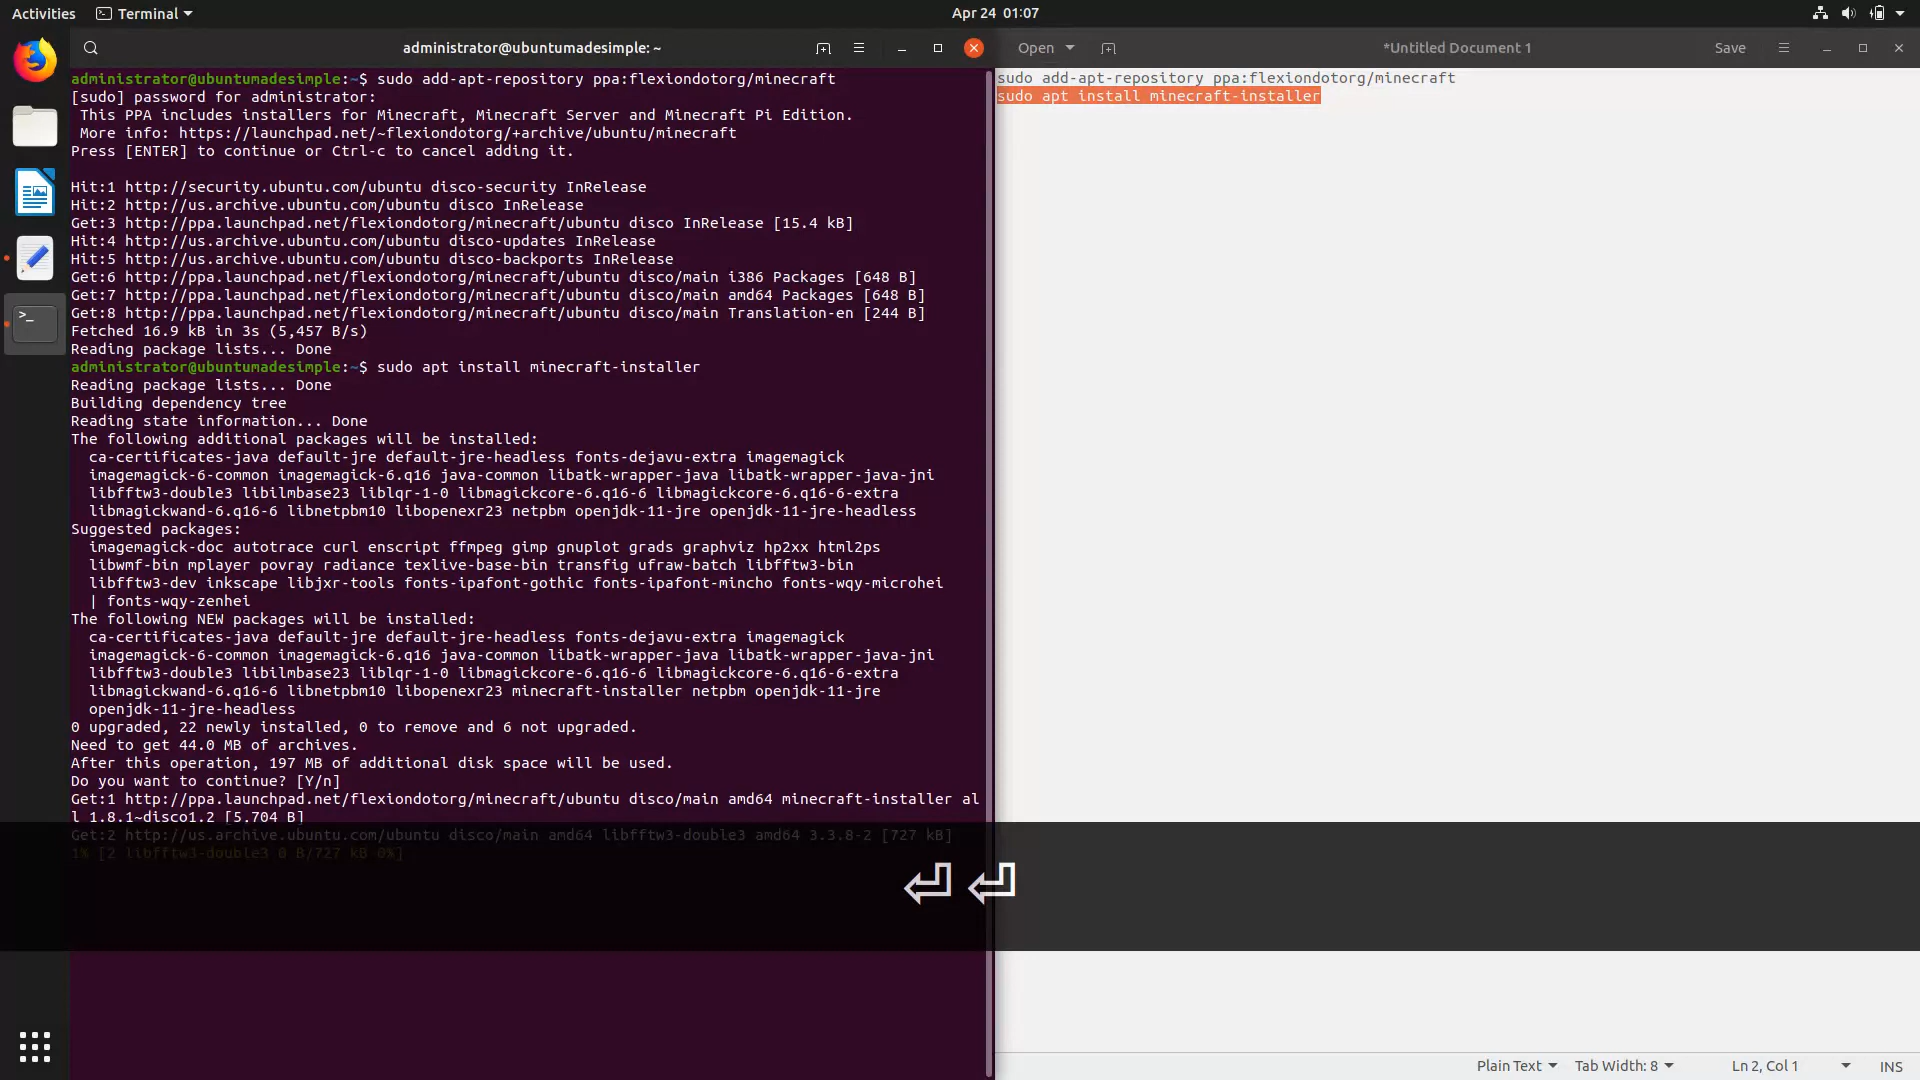 Activities
Terminal
Apr 24 01:07
administrator@ubuntumadesimple: ~
administrator@ubuntumadesimple:~$ sudo add-apt-repository ppa:flexiondotorg/minecraft
[sudo] password for administrator:
This PPA includes installers for Minecraft, Minecraft Server and Minecraft Pi Edition.
More info: https://launchpad.net/~flexiondotorg/+archive/ubuntu/minecraft
Press [ENTER] to continue or Ctrl-c to cancel adding it.
Hit:1 http://security.ubuntu.com/ubuntu disco-security InRelease
Hit:2 http://us.archive.ubuntu.com/ubuntu disco InRelease
Get:3 http://ppa.launchpad.net/flexiondotorg/minecraft/ubuntu disco InRelease [15.4 kB]
Hit:4 http://us.archive.ubuntu.com/ubuntu disco-updates InRelease
Hit:5 http://us.archive.ubuntu.com/ubuntu disco-backports InRelease
Get:6 http://ppa.launchpad.net/flexiondotorg/minecraft/ubuntu disco/main i386 Packages [648 B]
Get:7 http://ppa.launchpad.net/flexiondotorg/minecraft/ubuntu disco/main amd64 Packages [648 B]
Get:8 http://ppa.launchpad.net/flexiondotorg/minecraft/ubuntu disco/main Translation-en [244 B]
Fetched 16.9 kB in 3s (5,457 B/s)
Reading package lists... Done
administrator@ubuntumadesimple:~$ sudo apt install minecraft-installer
Reading package lists... Done
Building dependency tree
Reading state information... Done
The following additional packages will be installed:
ca-certificates-java default-jre default-jre-headless fonts-dejavu-extra imagemagick
imagemagick-6-common imagemagick-6.q16 java-common libatk-wrapper-java libatk-wrapper-java-jni
libfftw3-double3 libilmbase23 liblqr-1-0 libmagickcore-6.q16-6 libmagickcore-6.q16-6-extra
libmagickwand-6.q16-6 libnetpbm10 libopenexr23 netpbm openjdk-11-jre openjdk-11-jre-headless
Suggested packages:
imagemagick-doc autotrace curl enscript ffmpeg gimp gnuplot grads graphviz hp2xx html2ps
libwmf-bin mplayer povray radiance texlive-base-bin transfig ufraw-batch libfftw3-bin
libfftw3-dev inkscape libjxr-tools fonts-ipafont-gothic fonts-ipafont-mincho fonts-wqy-microhei
| fonts-wqy-zenhei
The following NEW packages will be installed:
ca-certificates-java default-jre default-jre-headless fonts-dejavu-extra imagemagick
imagemagick-6-common imagemagick-6.q16 java-common libatk-wrapper-java libatk-wrapper-java-jni
libfftw3-double3 libilmbase23 liblqr-1-0 libmagickcore-6.q16-6 libmagickcore-6.q16-6-extra
libmagickwand-6.q16-6 libnetpbm10 libopenexr23 minecraft-installer netpbm openjdk-11-jre
openjdk-11-jre-headless
0 upgraded, 22 newly installed, 0 to remove and 6 not upgraded.
Need to get 44.0 MB of archives.
After this operation, 197 MB of additional disk space will be used.
Do you want to continue? [Y/n]
Get:1 http://ppa.launchpad.net/flexiondotorg/minecraft/ubuntu disco/main amd64 minecraft-installer al
l 1.8.1~disco1.2 [5,704 B]
Get:2 http://us.archive.ubuntu.com/ubuntu disco/main amd64 libfftw3-double3 amd64 3.3.8-2 [727 kB]
1% [2 libfftw3-double3 0 B/727 kB 0%]
Open
*Untitled Document 1
Save
sudo add-apt-repository ppa:flexiondotorg/minecraft
sudo apt install minecraft-installer
Plain Text
Tab Width: 8
Ln 2, Col 1
INS